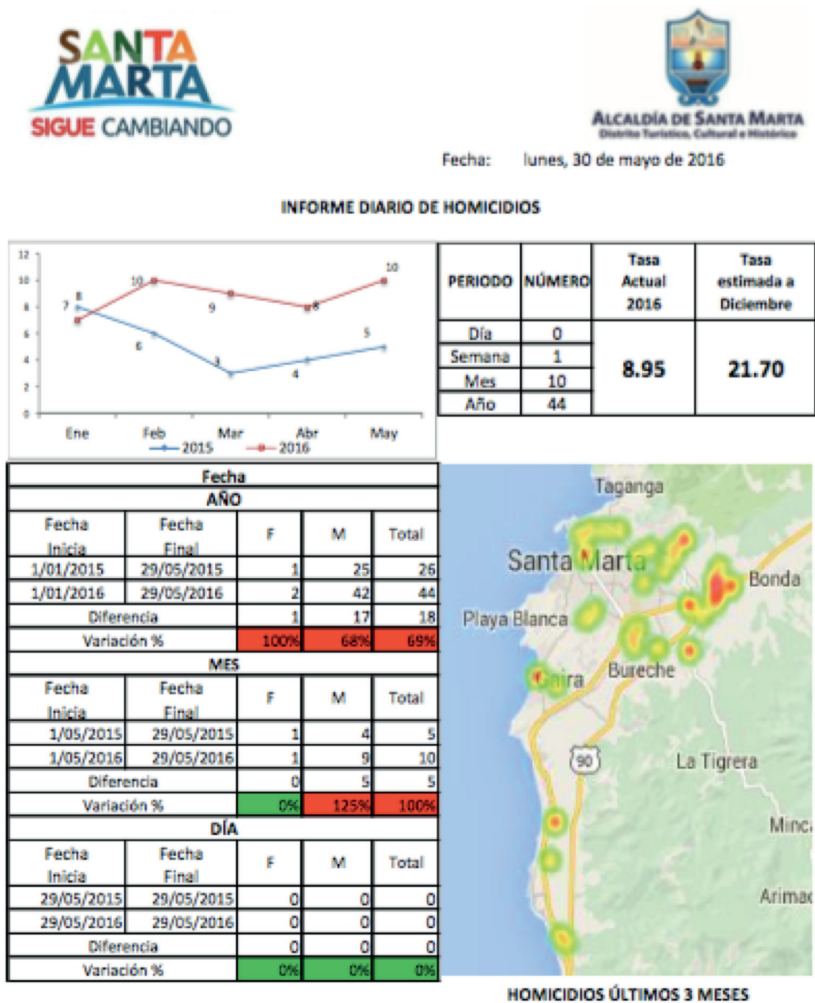 SANTA
MARTA
SIGUE CAMBIANDO
ALCALDÍA DE SANTA MARTA
Distrito Turístico, Cultural e Histórico
Fecha: lunes, 30 de mayo de 2016
INFORME DIARIO DE HOMICIDIOS
12
10
8
6
4
2
0
7 8 10 9 8 10
6 3 4 5
Ene Feb Mar Abr May
2015 2016
PERIODO NÚMERO Tasa Actual 2016 Tasa estimada a Diciembre
Día 0 8.95 21.70
Semana 1
Mes 10
Año 44
Fecha
AÑO
Fecha Inicia Fecha Final F M Total
1/01/2015 29/05/2015 1 25 26
1/01/2016 29/05/2016 2 42 44
Diferencia 1 17 18
Variación % 100% 68% 69%
MES
Fecha Inicia Fecha Final F M Total
1/05/2015 29/05/2015 1 4 5
1/05/2016 29/05/2016 1 9 10
Diferencia 0 5 5
Variación % 0% 125% 100%
DÍA
Fecha Inicia Fecha Final F M Total
29/05/2015 29/05/2015 0 0 0
29/05/2016 29/05/2016 0 0 0
Diferencia 0 0 0
Variación % 0% 0% 0%
Taganga
Santa Marta
Bonda
Playa Blanca
Bureche
90
La Tigrera
HOMICIDIOS ÚLTIMOS 3 MESES